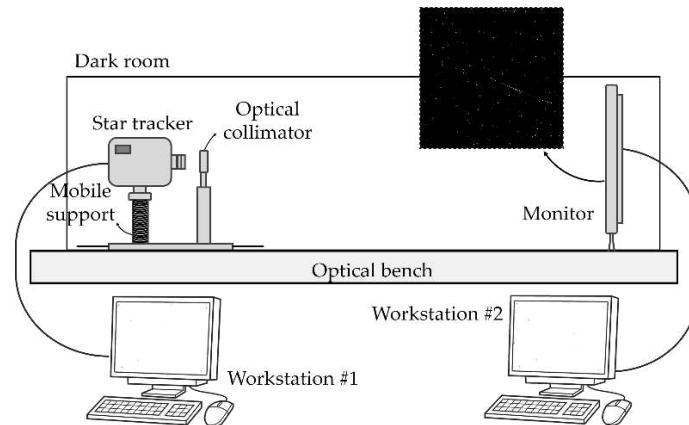 Dark room
Optical
collimator
Star tracker
Mobile
support
Monitor
Optical bench
Workstation #2
Workstation #1